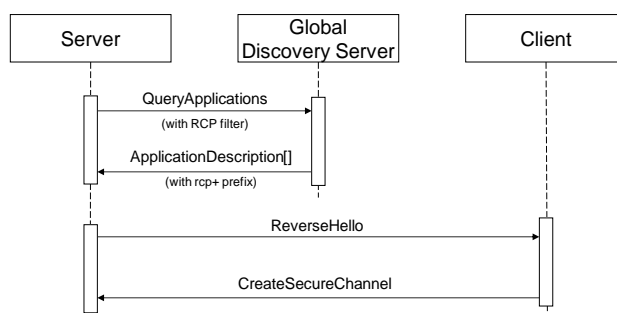 Server
Global
Discovery Server
Client
QueryApplications
(with RCP filter)
ApplicationDescription[]
(with rcp+ prefix)
ReverseHello
CreateSecureChannel